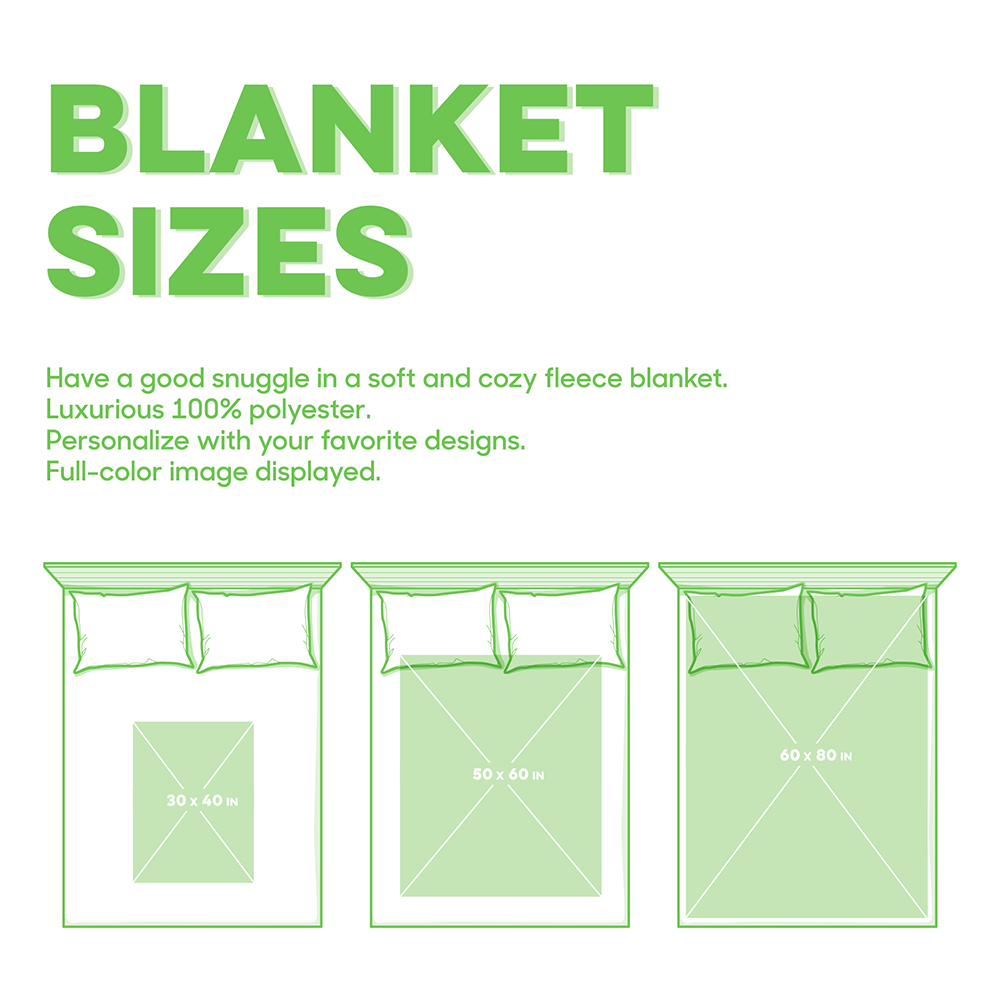 BLANKET
SIZES
Have a good snuggle in a soft and cozy fleece blanket.
Luxurious 100% polyester.
Personalize with your favorite designs.
Full-color image displayed.
30 x 40 IN
50 x 60 IN
60 x 80 IN